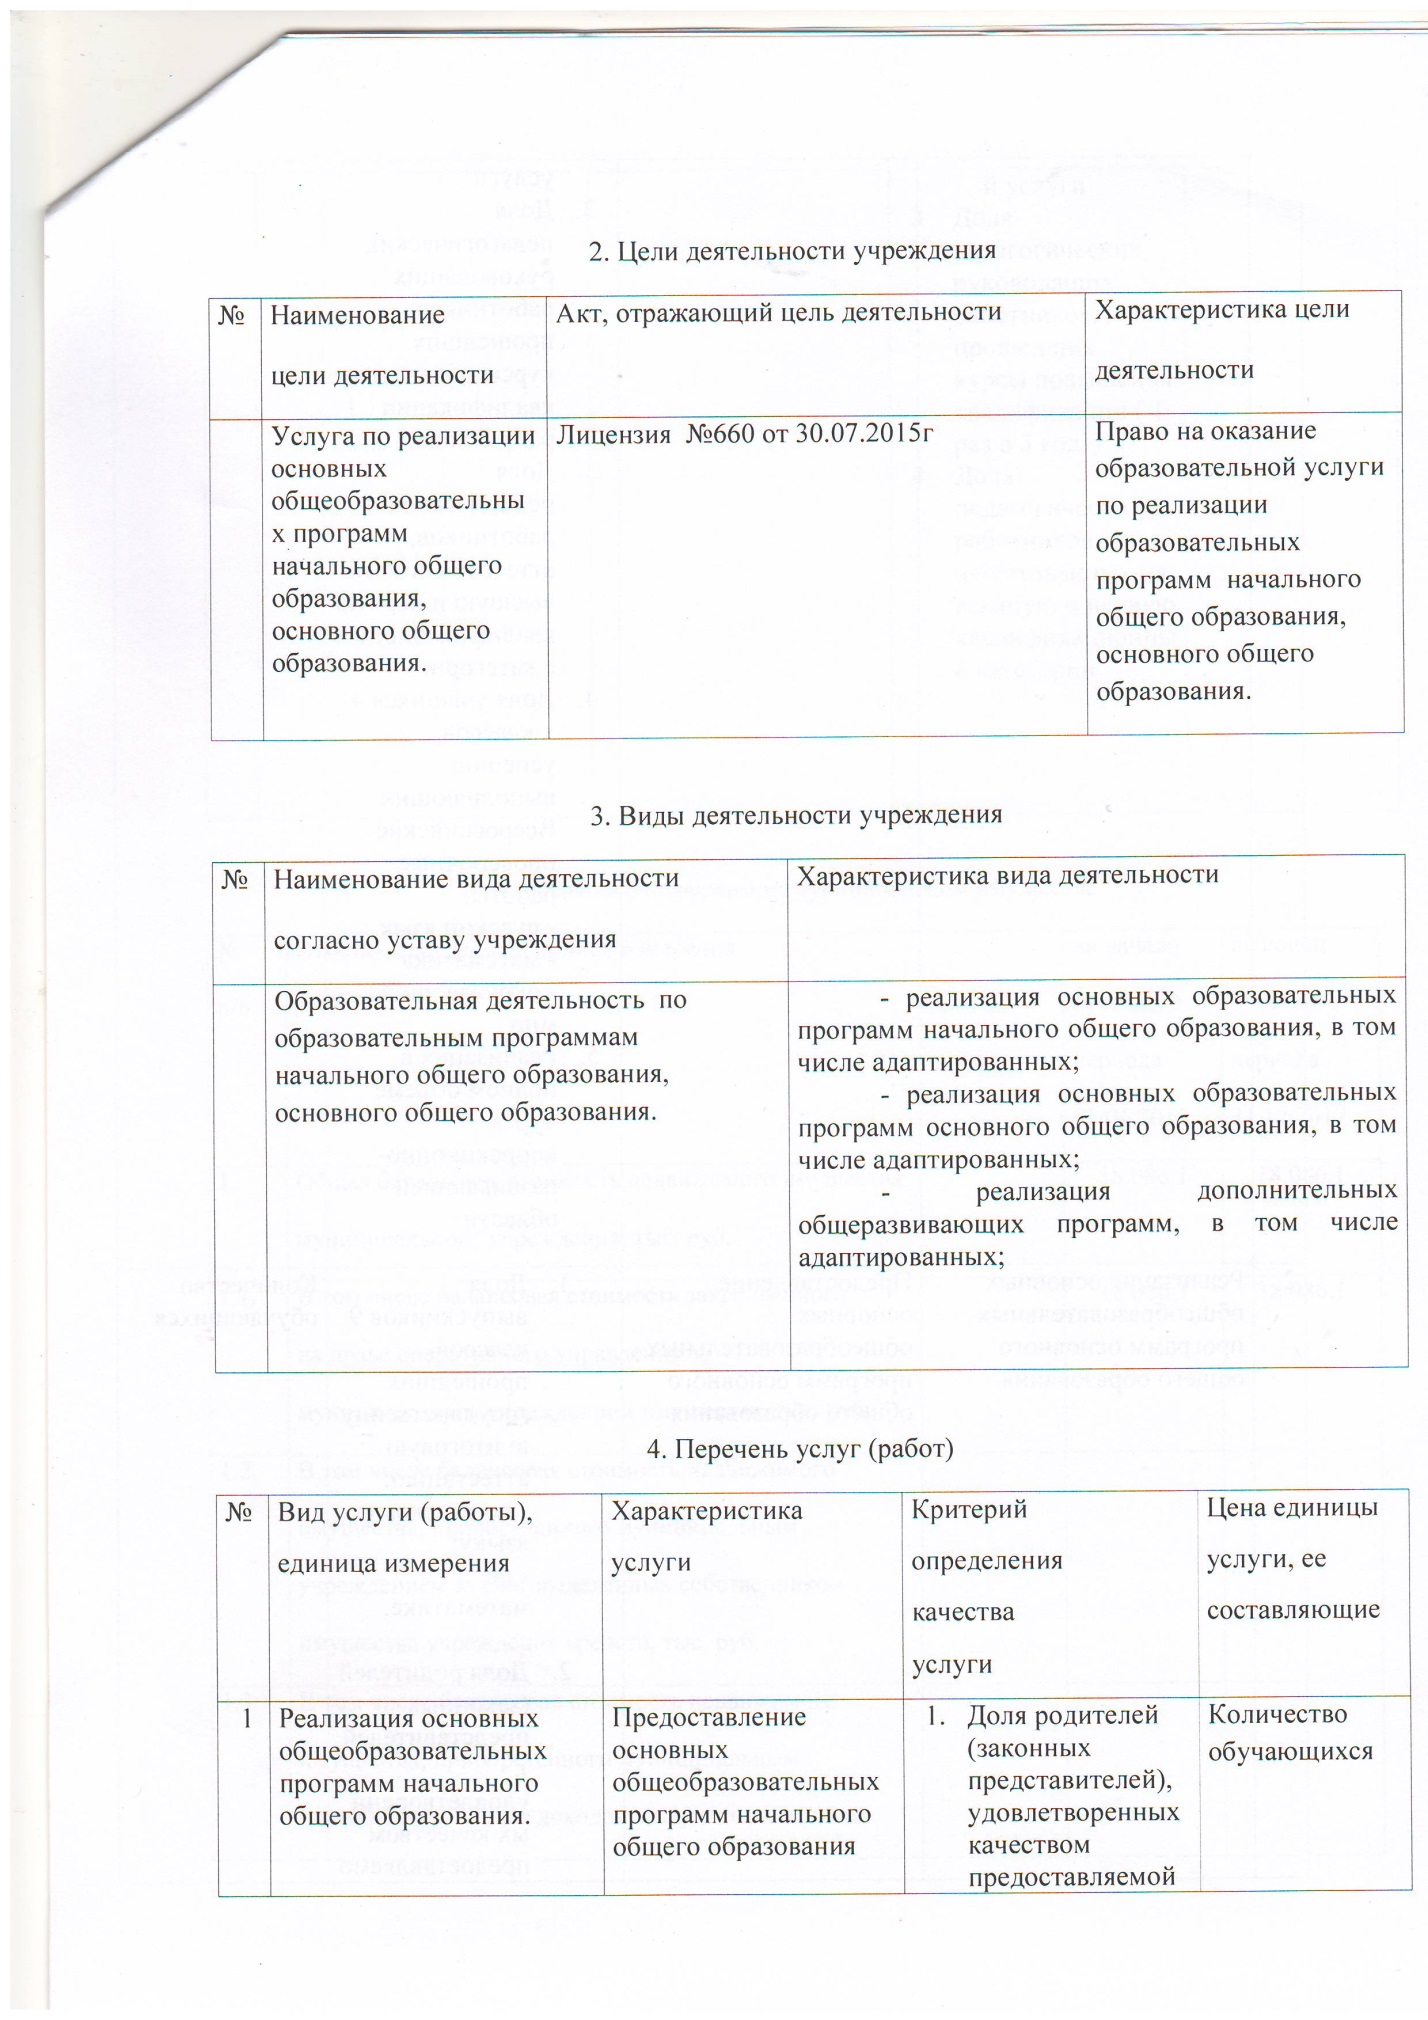 2. Цели деятельности учреждения
№
Наименование
цели деятельности
Акт, отражающий цель деятельности
Характеристика цели
деятельности
Услуга по реализации
основных
общеобразовательны
х программ
начального общего
образования,
основного общего
образования.
Лицензия №660 от 30.07.2015г
Право на оказание
образовательной услуги
по реализации
образовательных
программ начального
общего образования,
основного общего
образования.
3. Виды деятельности учреждения
№
Наименование вида деятельности
согласно уставу учреждения
Характеристика вида деятельности
Образовательная деятельность по
образовательным программам
начального общего образования,
основного общего образования.
- реализация основных образовательных
программ начального общего образования, в том
числе адаптированных;
- реализация основных образовательных
программ основного общего образования, в том
числе адаптированных;
- реализация дополнительных
общеразвивающих программ, в том числе
адаптированных;
4. Перечень услуг (работ)
№
Вид услуги (работы),
единица измерения
Характеристика
услуги
Критерий
определения
качества
услуги
Цена единицы
услуги, ее
составляющие
1
Реализация основных
общеобразовательных
программ начального
общего образования.
Предоставление
основных
общеобразовательных
программ начального
общего образования
1. Доля родителей
(законных
представителей),
удовлетворенных
качеством
предоставляемой
Количество
обучающихся